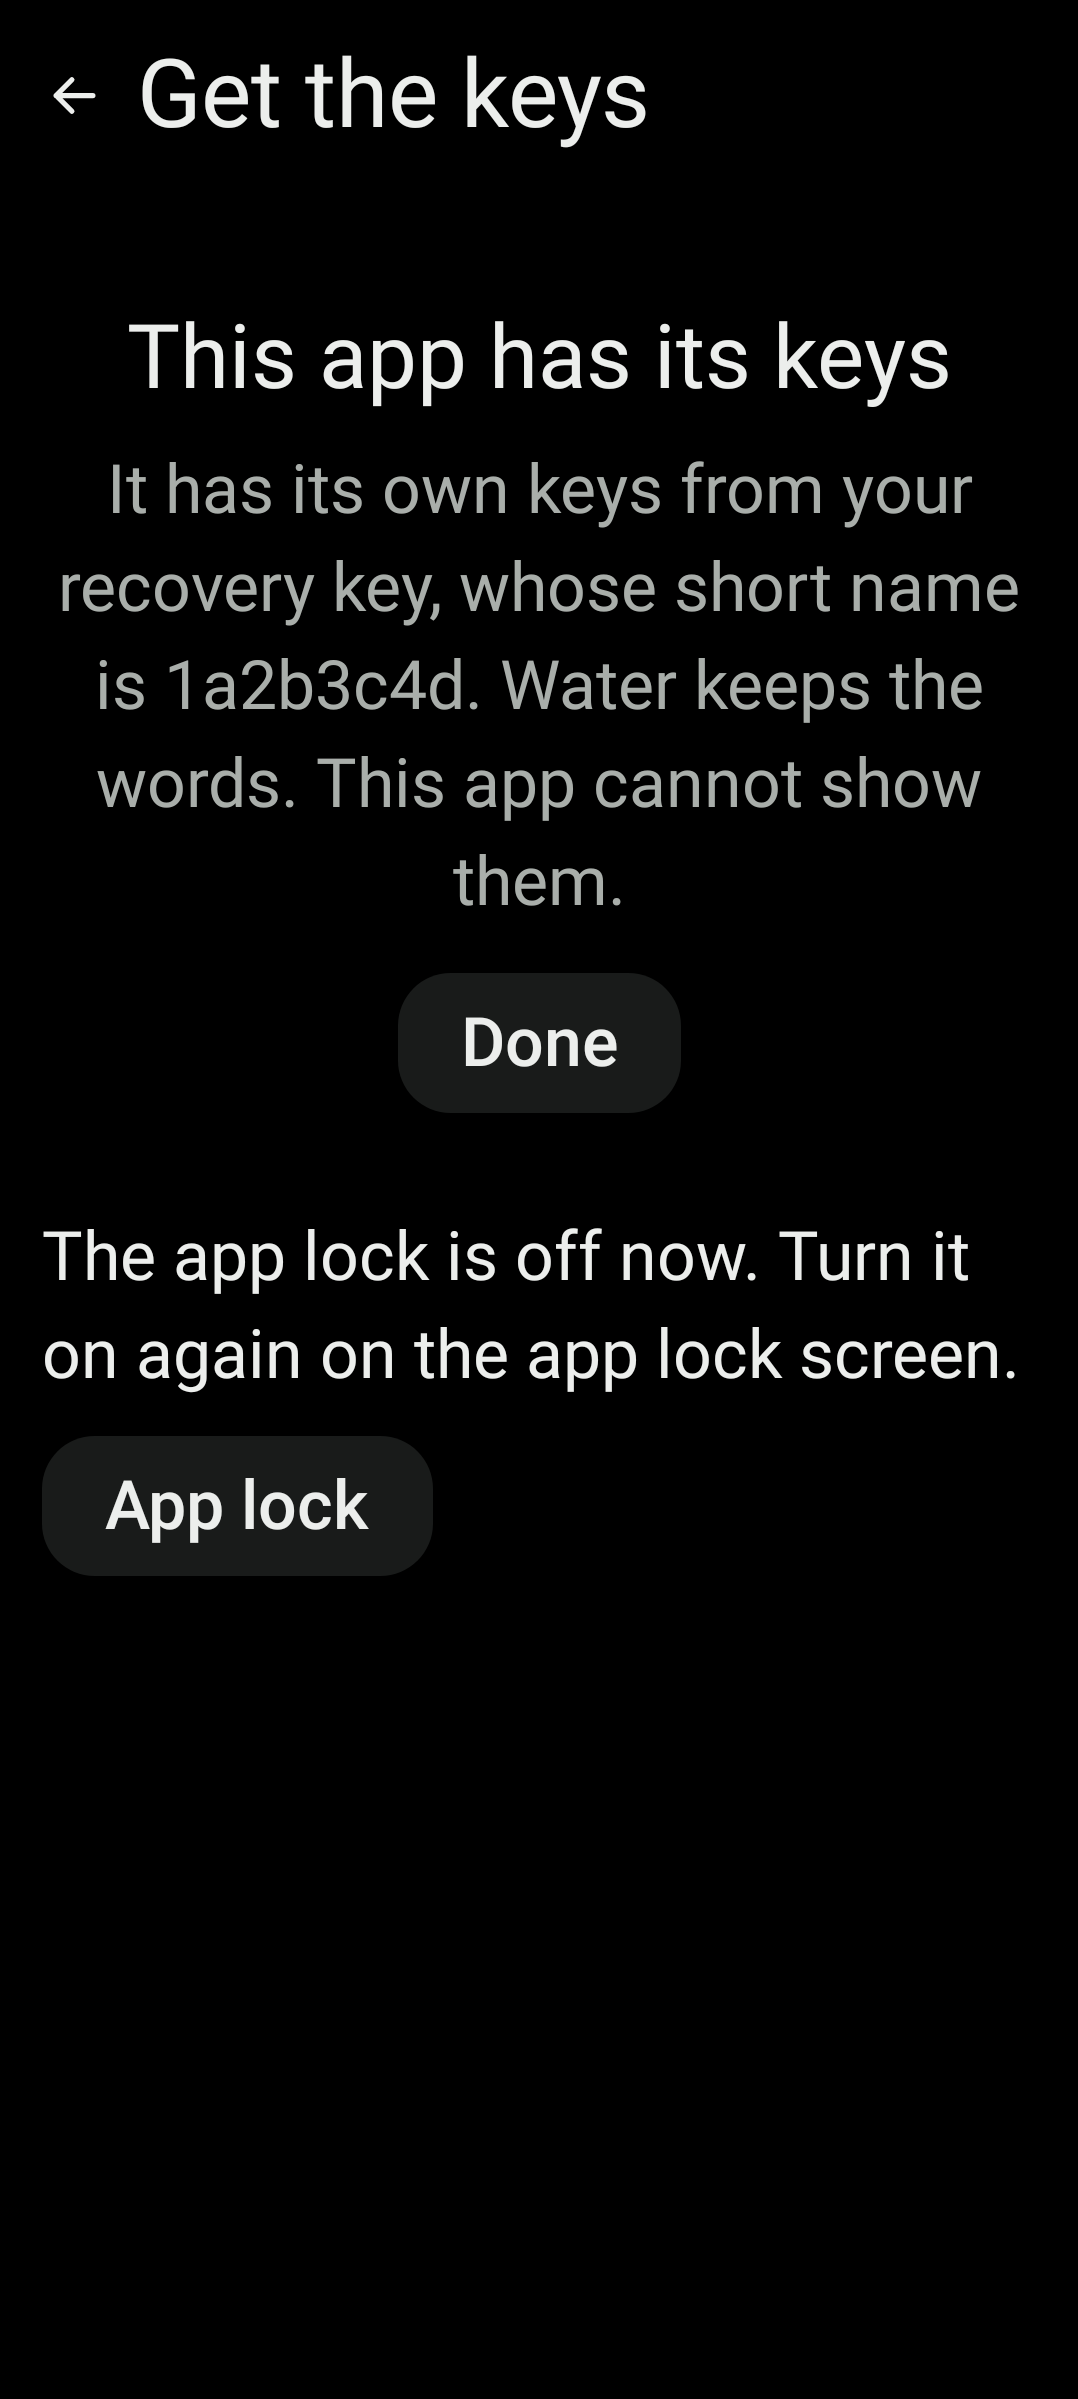 Get the keys
This app has its keys
It has its own keys from your
recovery key, whose short name
is 1a2b3c4d. Water keeps the
words. This app cannot show
them.
Done
The app lock is off now. Turn it
on again on the app lock screen.
App lock